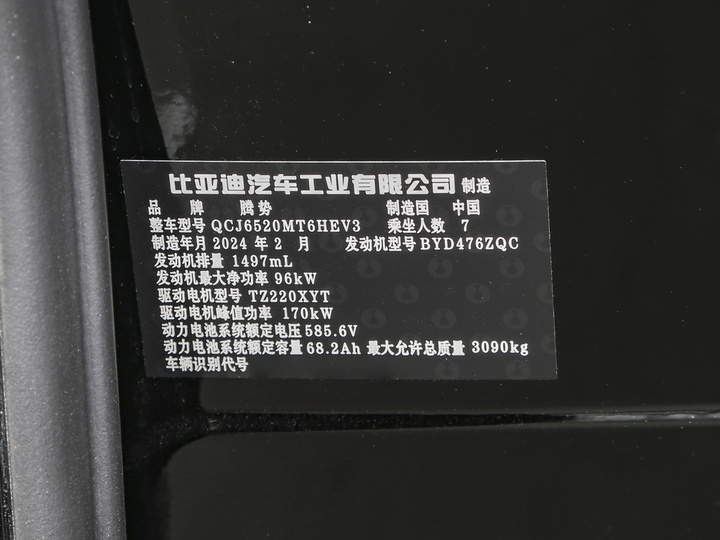 比亚迪汽车工业有限公司 制造
品 牌 腾势 制造国 中国
整车型号 QCJ6520MT6HEV3 乘坐人数 7
制造年月 2024 年 2 月 发动机型号 BYD476ZQC
发动机排量 1497mL
发动机最大净功率 96kW
驱动电机型号 TZ220XYT
驱动电机峰值功率 170kW
动力电池系统额定电压 585.6V
动力电池系统额定容量 68.2Ah 最大允许总质量 3090kg
车辆识别代号